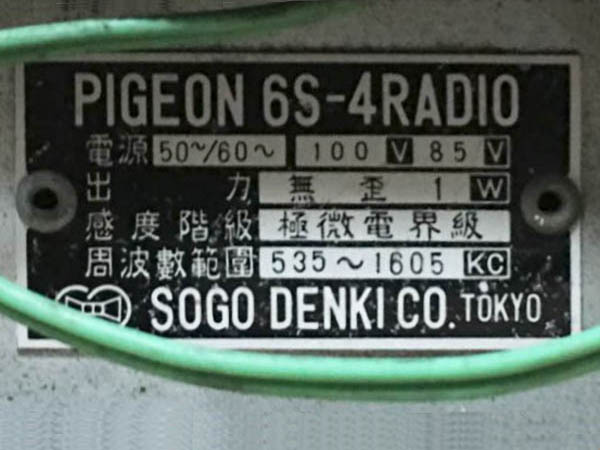 PIGEON 6S-4RADIO
電源 50～/60～ 100 V 85 V
出力 無歪 1 W
感度階級 極微電界級
周波數範圍 535～1605 KC
SOGO DENKI CO. TOKYO